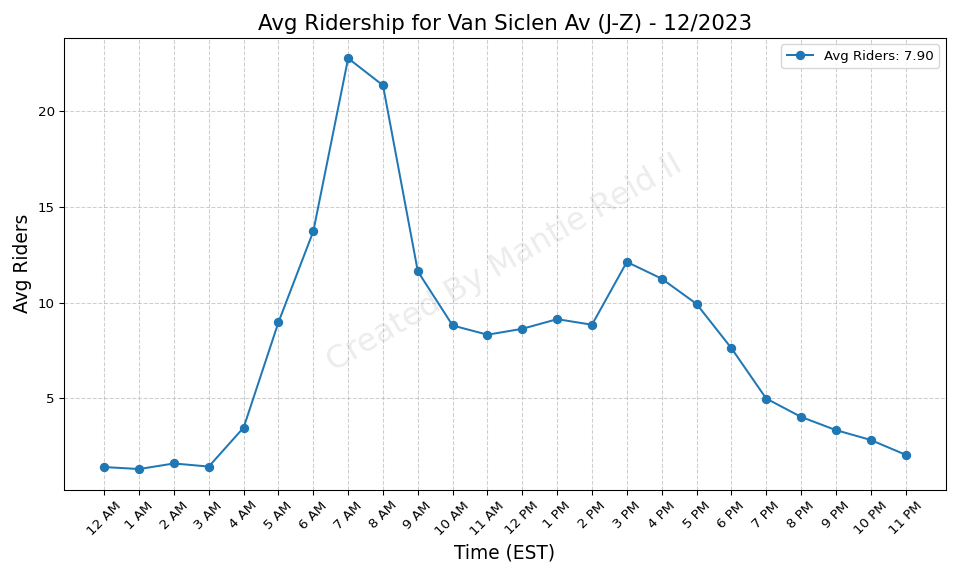 Avg Ridership for Van Siclen Av (J-Z) - 12/2023
Avg Riders: 7.90
Avg Riders
20
15
10
5
Created By Mantie Reid II
12 AM
1 AM
2 AM
3 AM
4 AM
5 AM
6 AM
7 AM
8 AM
9 AM
10 AM
11 AM
12 PM
1 PM
2 PM
3 PM
4 PM
5 PM
6 PM
7 PM
8 PM
9 PM
10 PM
11 PM
Time (EST)